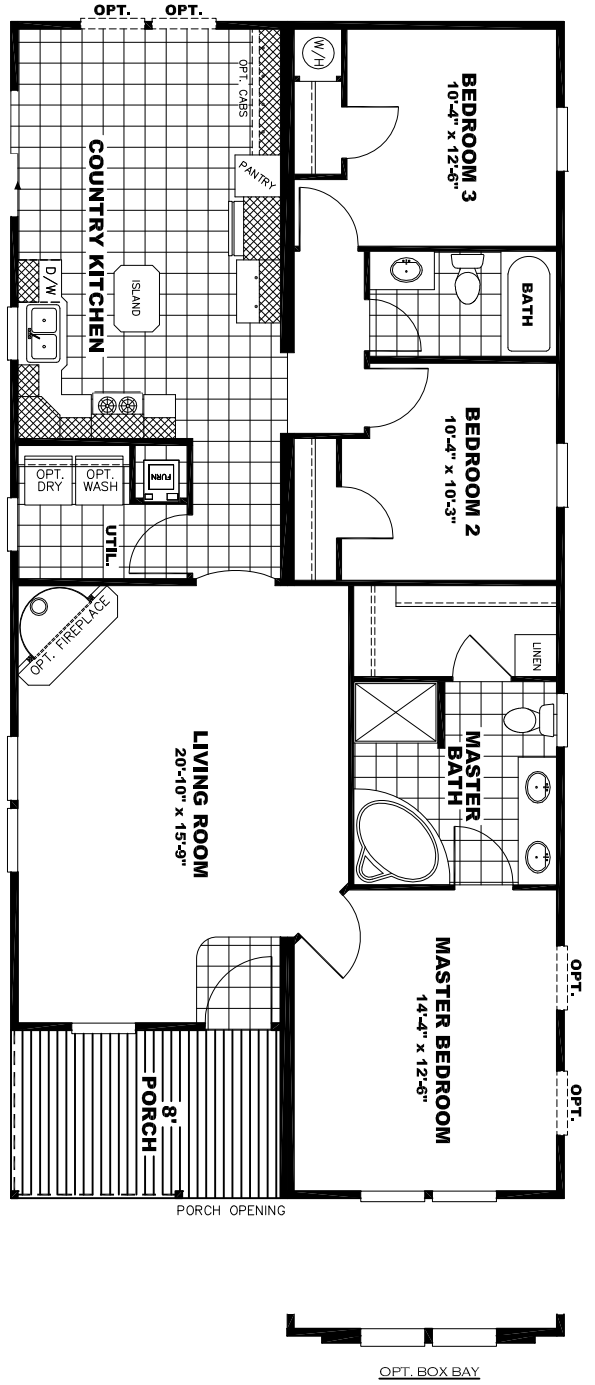 OPT. OPT.
W/H
OPT. CABS
BEDROOM 3
10'-4" x 12'-6"
PANTRY
COUNTRY KITCHEN
D/W
ISLAND
BATH
BEDROOM 2
10'-4" x 10'-3"
OPT.
DRY
OPT.
WASH
FURN
UTIL.
OPT. FIREPLACE
LINEN
LIVING ROOM
20'-10" x 15'-9"
MASTER
BATH
MASTER BEDROOM
14'-4" x 12'-6"
OPT.
OPT.
8'
PORCH
PORCH OPENING
OPT. BOX BAY